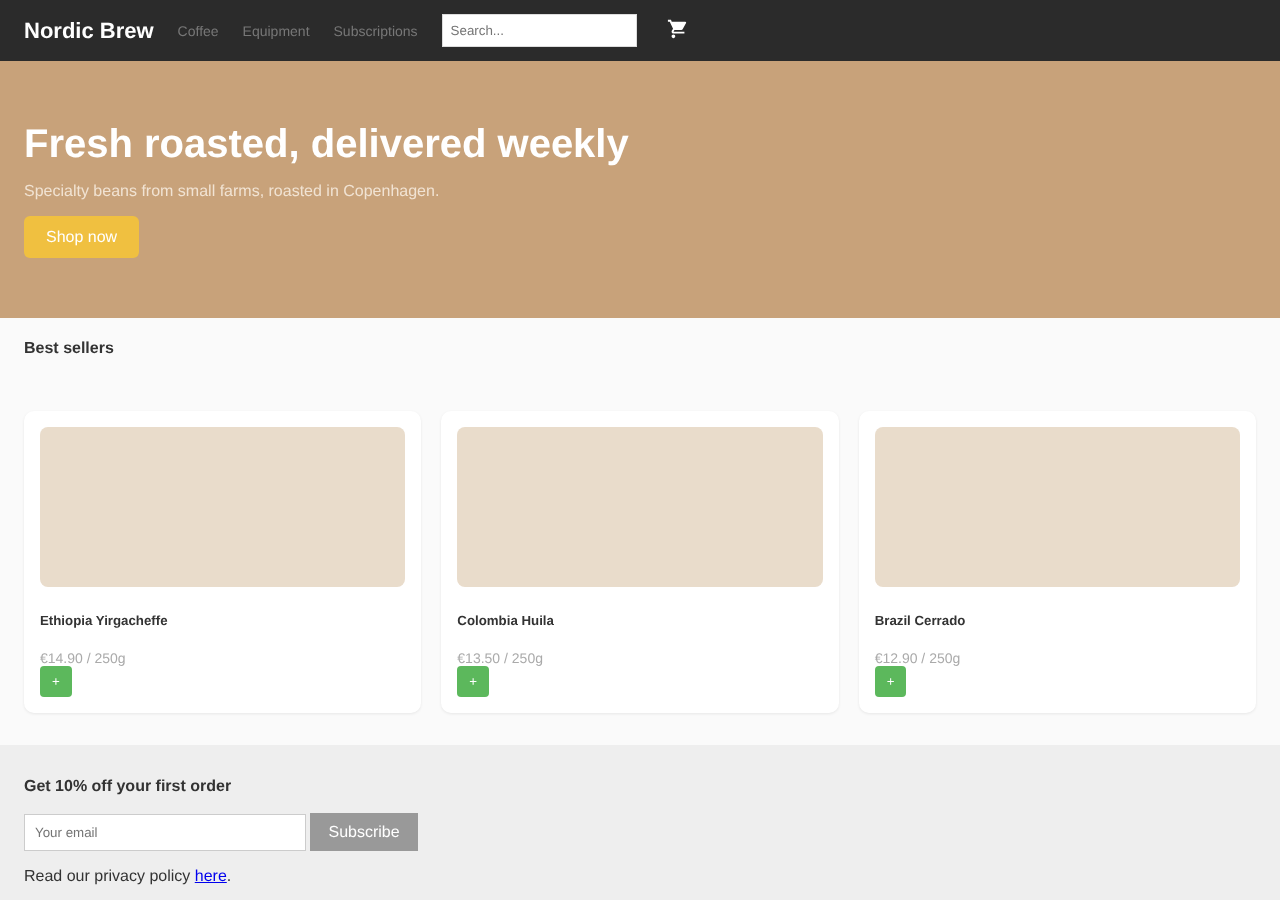 Nordic Brew Coffee Equipment Subscriptions Search...
Fresh roasted, delivered weekly
Specialty beans from small farms, roasted in Copenhagen.
Shop now
Best sellers
Ethiopia Yirgacheffe
€14.90 / 250g
+
Colombia Huila
€13.50 / 250g
+
Brazil Cerrado
€12.90 / 250g
+
Get 10% off your first order
Your email Subscribe
Read our privacy policy here.